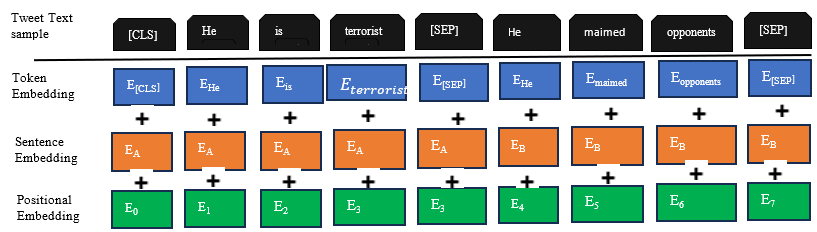 Tweet Text
sample
[CLS] He is terrorist [SEP] He maimed opponents [SEP]
Token
Embedding
E[CLS] EHe Eis Eterrorist E[SEP] EHe Emaimed Eopponents E[SEP]
+ + + + + + + + +
Sentence
Embedding
EA EA EA EA EA EB EB EB EB
+ + + + + + + + +
Positional
Embedding
E0 E1 E2 E3 E3 E4 E5 E6 E7